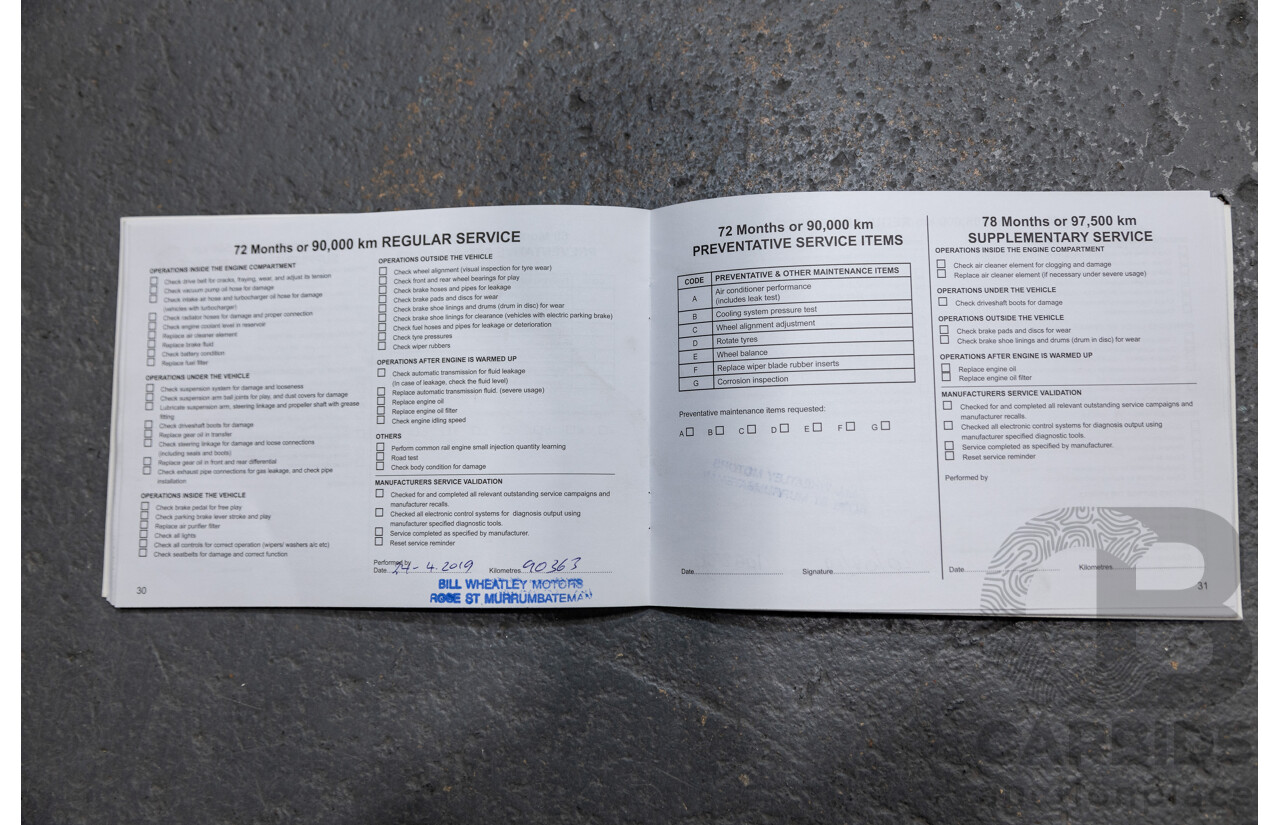 72 Months or 90,000 km REGULAR SERVICE
OPERATIONS INSIDE THE ENGINE COMPARTMENT
Check drive belt for cracks, fraying, wear, and adjust its tension
Check vacuum pump oil hose for damage
Check intake air hose and turbocharger oil hose for damage
(vehicles with turbocharger)
Check radiator hoses for damage and proper connection
Check engine coolant level in reservoir
Replace air cleaner element
Replace brake fluid
Check battery condition
Replace fuel filter
OPERATIONS UNDER THE VEHICLE
Check suspension system for damage and looseness
Check suspension arm ball joints for play, and dust covers for damage
Lubricate suspension arm, steering linkage and propeller shaft with grease
fitting
Check driveshaft boots for damage
Replace gear oil in transfer
Check steering linkage for damage and loose connections
(including seals and boots)
Replace gear oil in front and rear differential
Check exhaust pipe connections for gas leakage, and check pipe
installation
OPERATIONS INSIDE THE VEHICLE
Check brake pedal for free play
Check parking brake lever stroke and play
Replace air purifier filter
Check all lights
Check all controls for correct operation (wipers/ washers a/c etc)
Check seatbelts for damage and correct function
30
OPERATIONS OUTSIDE THE VEHICLE
Check wheel alignment (visual inspection for tyre wear)
Check front and rear wheel bearings for play
Check brake hoses and pipes for leakage
Check brake pads and discs for wear
Check brake shoe linings and drums (drum in disc) for wear
Check brake shoe linings for clearance (vehicles with electric parking brake)
Check fuel hoses and pipes for leakage or deterioration
Check tyre pressures
Check wiper rubbers
OPERATIONS AFTER ENGINE IS WARMED UP
Check automatic transmission for fluid leakage
(In case of leakage, check the fluid level)
Replace automatic transmission fluid. (severe usage)
Replace engine oil
Replace engine oil filter
Check engine idling speed
OTHERS
Perform common rail engine small injection quantity learning
Road test
Check body condition for damage
MANUFACTURERS SERVICE VALIDATION
Checked for and completed all relevant outstanding service campaigns and
manufacturer recalls.
Checked all electronic control systems for diagnosis output using
manufacturer specified diagnostic tools.
Service completed as specified by manufacturer.
Reset service reminder
Performed by
Date 24-4.2019 Kilometres 90363
BILL WHEATLEY MOTORS
ROSE ST MURRUMBATEMAN
72 Months or 90,000 km
PREVENTATIVE SERVICE ITEMS
CODE PREVENTATIVE & OTHER MAINTENANCE ITEMS
A Air conditioner performance
(includes leak test)
B Cooling system pressure test
C Wheel alignment adjustment
D Rotate tyres
E Wheel balance
F Replace wiper blade rubber inserts
G Corrosion inspection
Preventative maintenance items requested:
A B C D E F G
Date Signature
78 Months or 97,500 km
SUPPLEMENTARY SERVICE
OPERATIONS INSIDE THE ENGINE COMPARTMENT
Check air cleaner element for clogging and damage
Replace air cleaner element (if necessary under severe usage)
OPERATIONS UNDER THE VEHICLE
Check driveshaft boots for damage
OPERATIONS OUTSIDE THE VEHICLE
Check brake pads and discs for wear
Check brake shoe linings and drums (drum in disc) for wear
OPERATIONS AFTER ENGINE IS WARMED UP
Replace engine oil
Replace engine oil filter
MANUFACTURERS SERVICE VALIDATION
Checked for and completed all relevant outstanding service campaigns and
manufacturer recalls.
Checked all electronic control systems for diagnosis output using
manufacturer specified diagnostic tools.
Service completed as specified by manufacturer.
Reset service reminder
Performed by
Date Kilometres
31